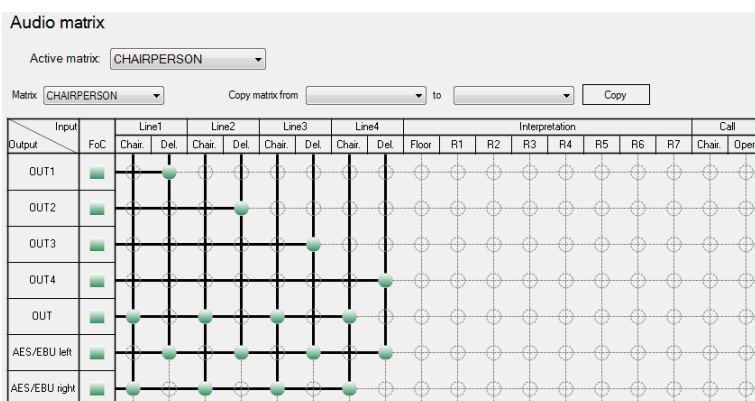 Audio matrix
Active matrix: CHAIRPERSON
Matrix CHAIRPERSON Copy matrix from to Copy
Input Line1 Line2 Line3 Line4 Interpretation Call
Output FoC Chair. Del. Chair. Del. Chair. Del. Chair. Del. Floor R1 R2 R3 R4 R5 R6 R7 Chair. Oper
OUT1
OUT2
OUT3
OUT4
OUT
AES/EBU left
AES/EBU right